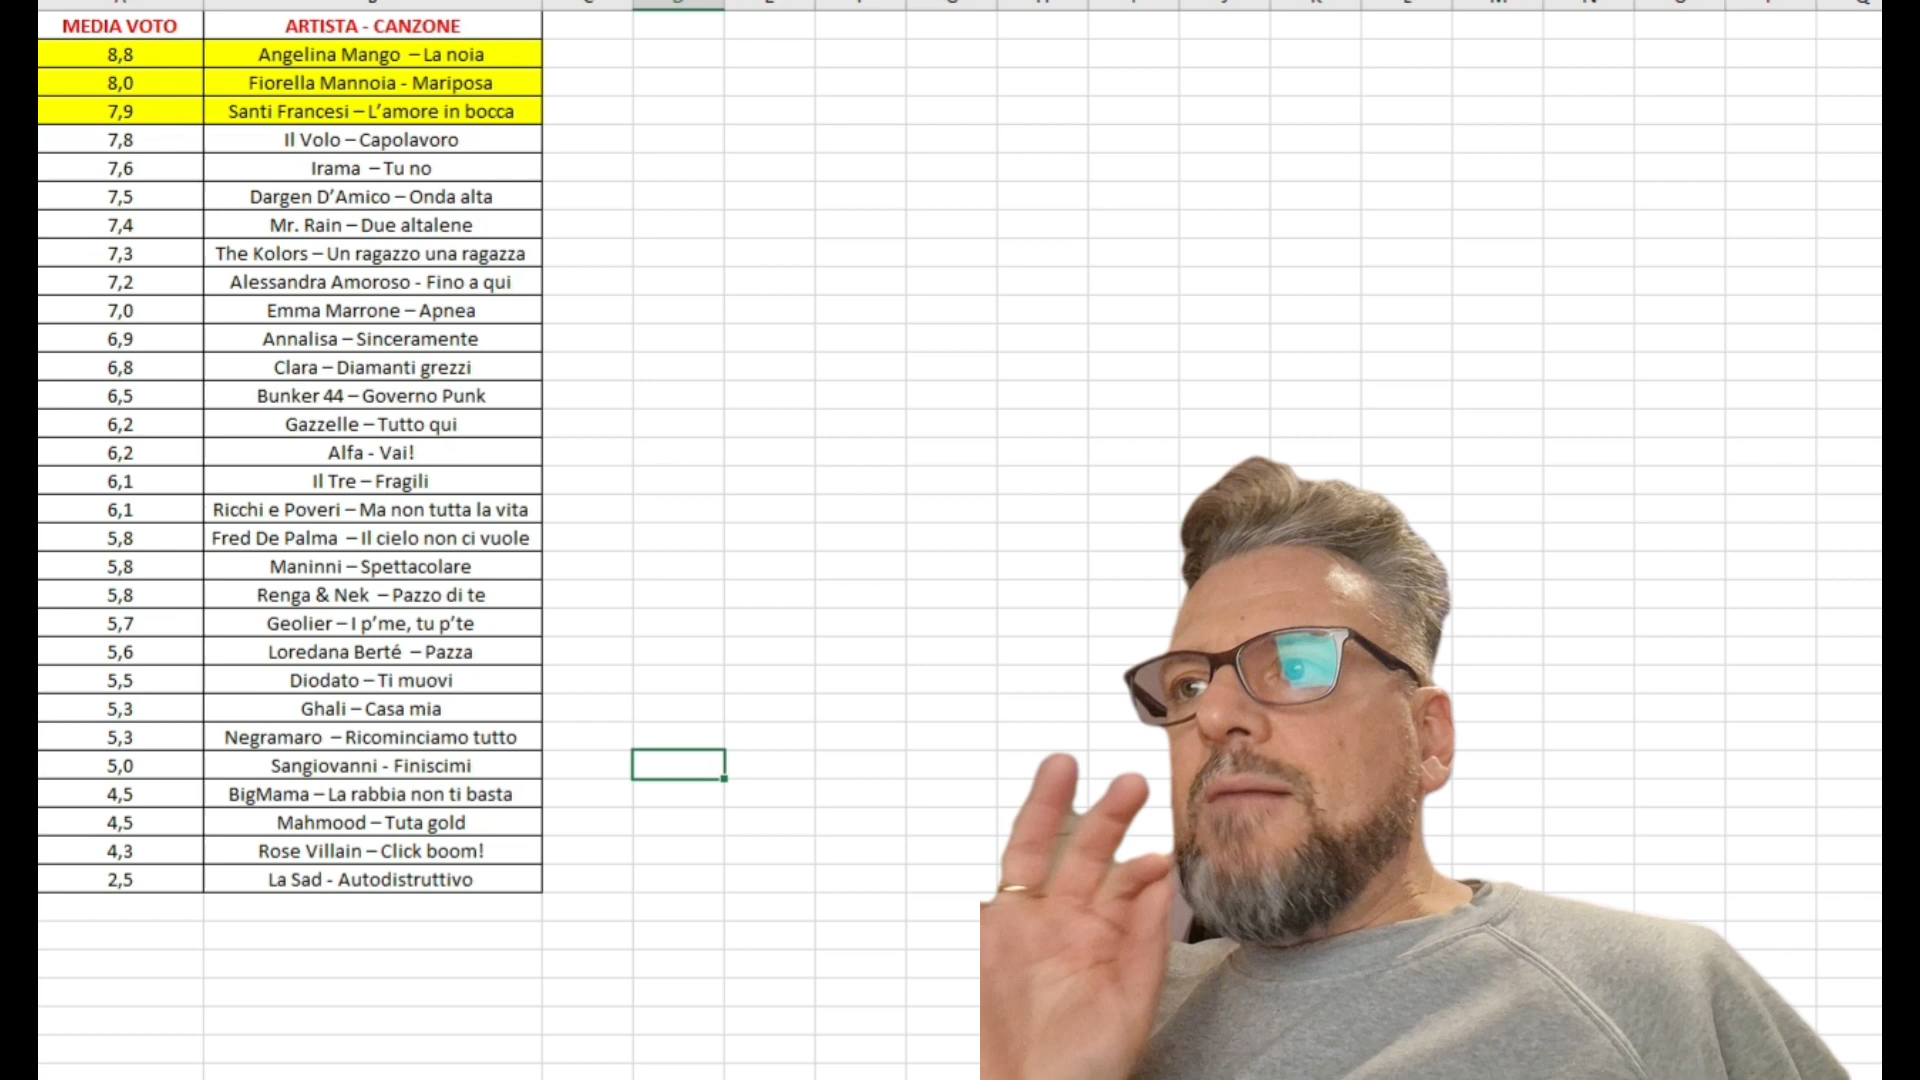 MEDIA VOTO ARTISTA - CANZONE
8,8 Angelina Mango – La noia
8,0 Fiorella Mannoia - Mariposa
7,9 Santi Francesi – L’amore in bocca
7,8 Il Volo – Capolavoro
7,6 Irama – Tu no
7,5 Dargen D’Amico – Onda alta
7,4 Mr. Rain – Due altalene
7,3 The Kolors – Un ragazzo una ragazza
7,2 Alessandra Amoroso - Fino a qui
7,0 Emma Marrone – Apnea
6,9 Annalisa – Sinceramente
6,8 Clara – Diamanti grezzi
6,5 Bunker 44 – Governo Punk
6,2 Gazzelle – Tutto qui
6,2 Alfa - Vai!
6,1 Il Tre – Fragili
6,1 Ricchi e Poveri – Ma non tutta la vita
5,8 Fred De Palma – Il cielo non ci vuole
5,8 Maninni – Spettacolare
5,8 Renga & Nek – Pazzo di te
5,7 Geolier – I p’me, tu p’te
5,6 Loredana Berté – Pazza
5,5 Diodato – Ti muovi
5,3 Ghali – Casa mia
5,3 Negramaro – Ricominciamo tutto
5,0 Sangiovanni - Finiscimi
4,5 BigMama – La rabbia non ti basta
4,5 Mahmood – Tuta gold
4,3 Rose Villain – Click boom!
2,5 La Sad - Autodistruttivo